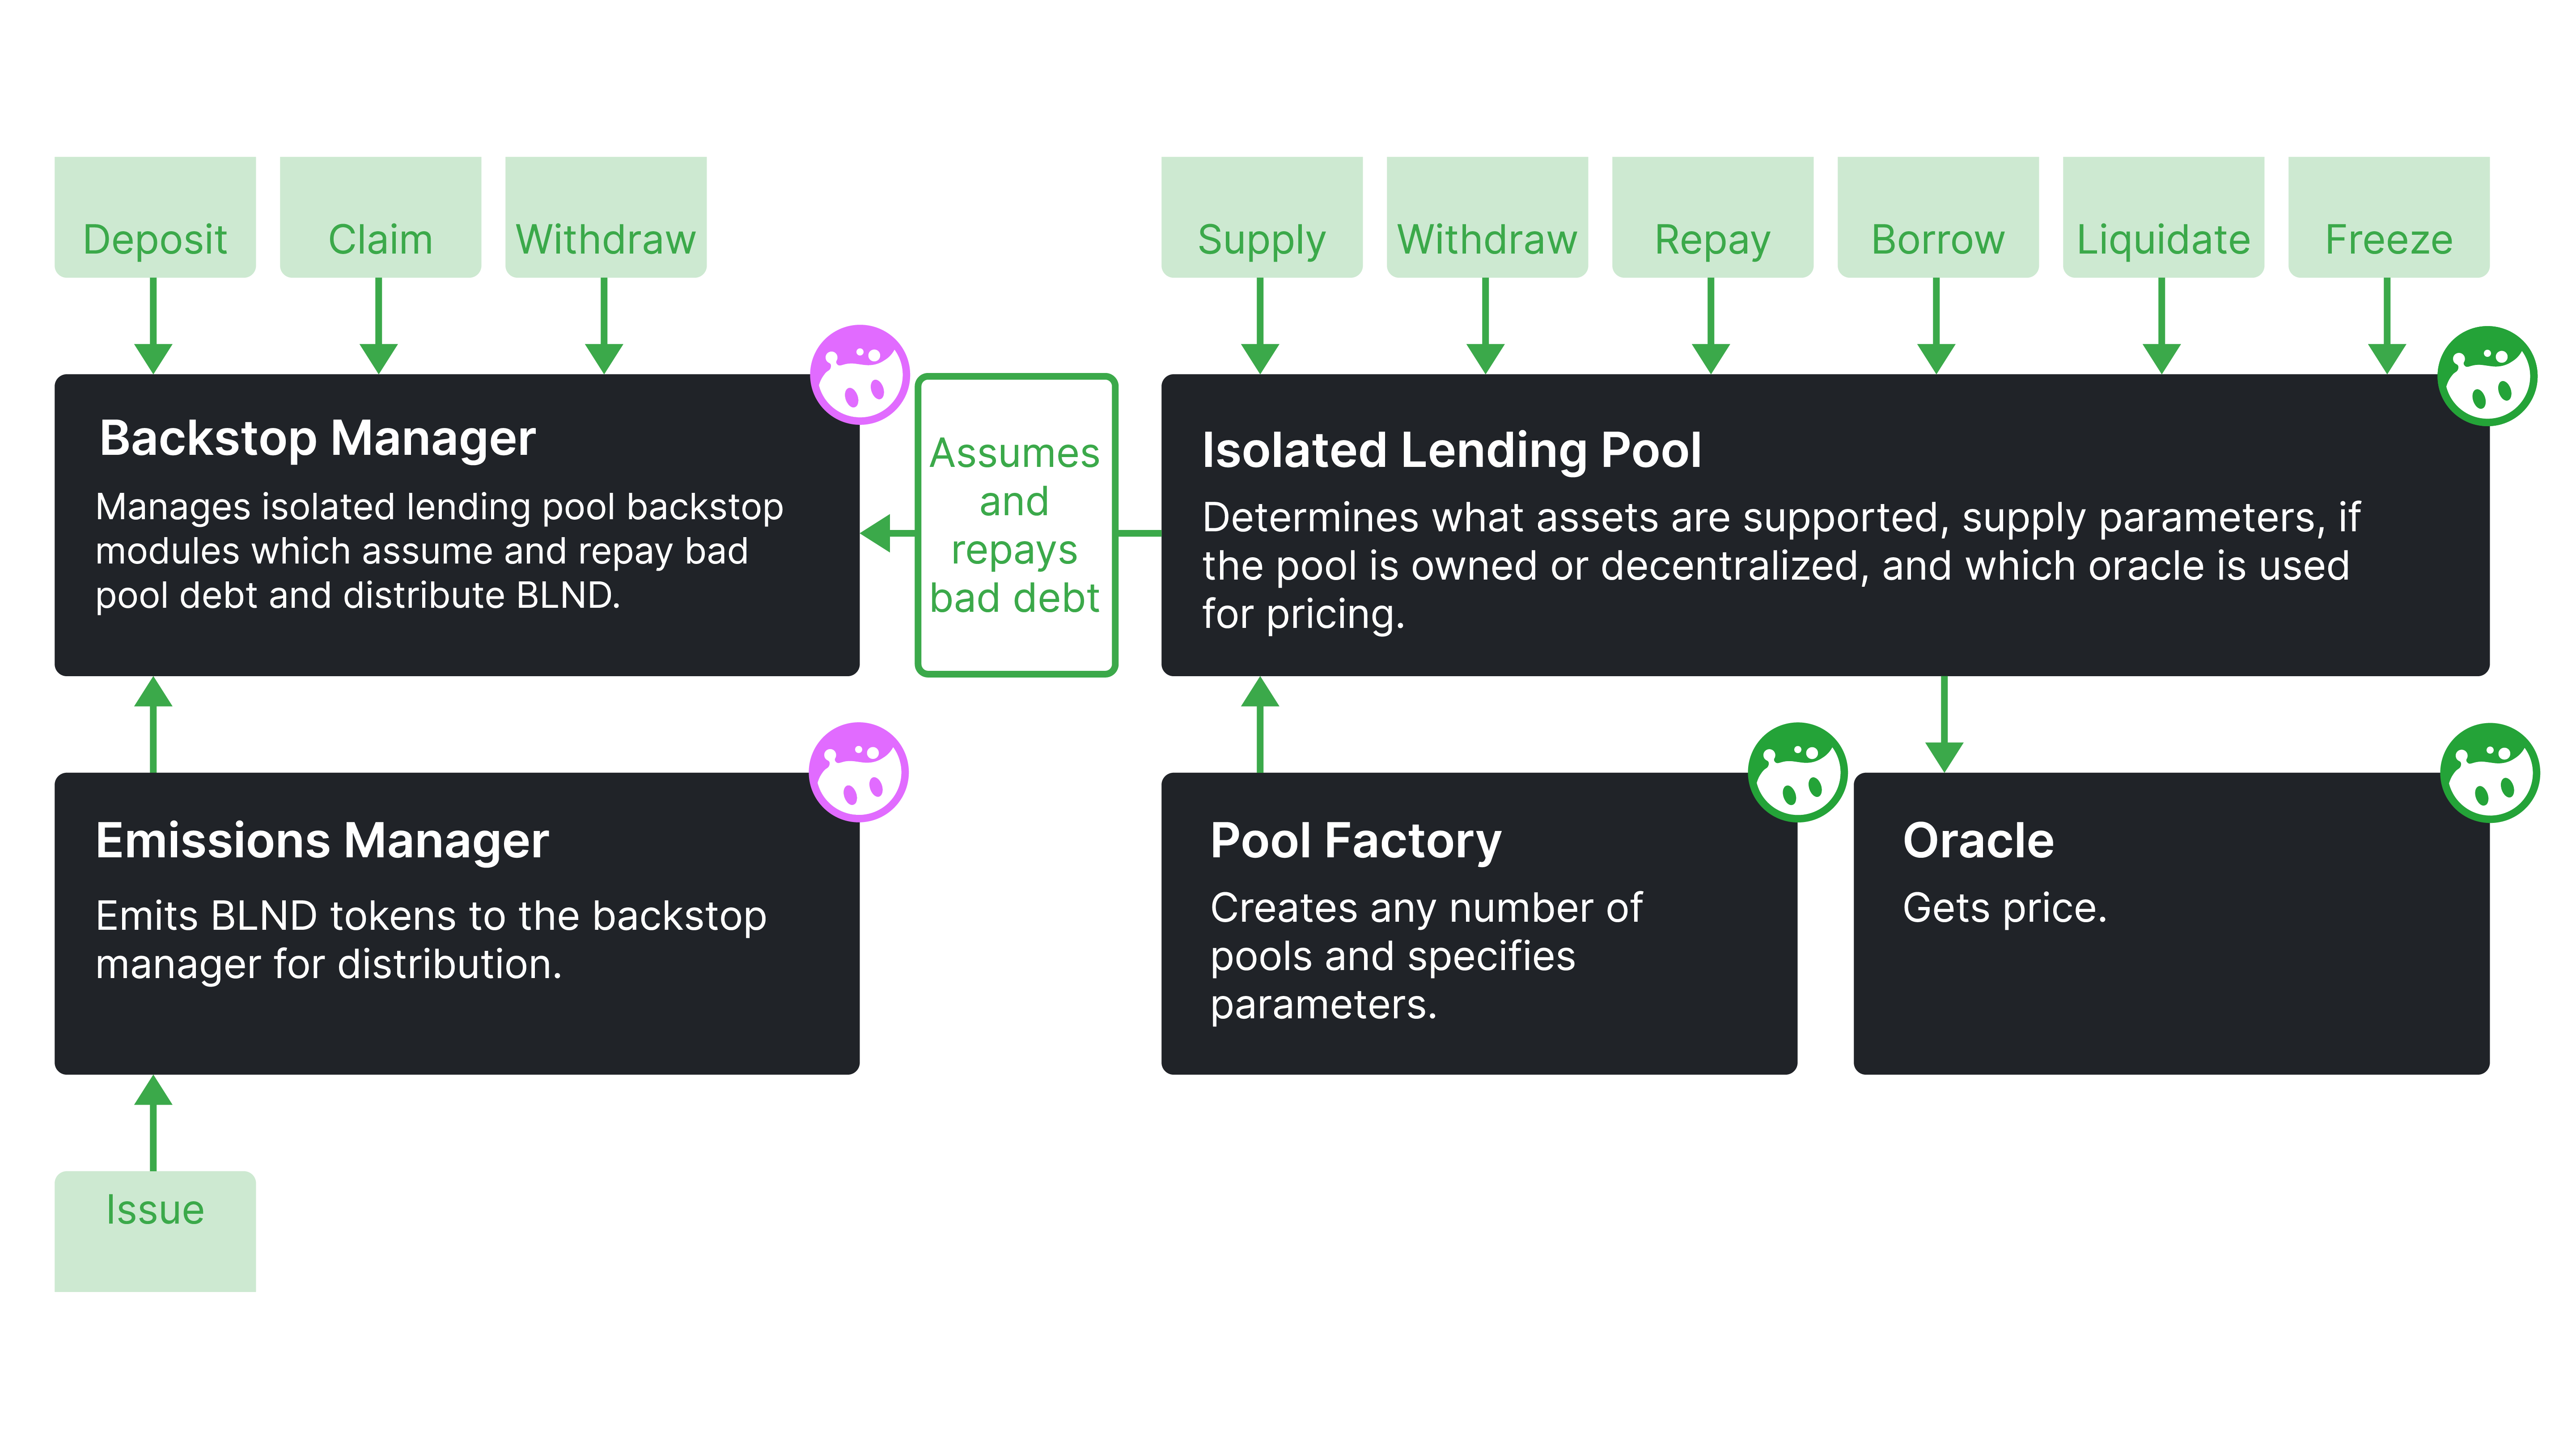 Deposit
Claim
Withdraw
Supply
Withdraw
Repay
Borrow
Liquidate
Freeze
Backstop Manager
Manages isolated lending pool backstop
modules which assume and repay bad
pool debt and distribute BLND.
Assumes
and
repays
bad debt
Isolated Lending Pool
Determines what assets are supported, supply parameters, if
the pool is owned or decentralized, and which oracle is used
for pricing.
Emissions Manager
Emits BLND tokens to the backstop
manager for distribution.
Pool Factory
Creates any number of
pools and specifies
parameters.
Oracle
Gets price.
Issue